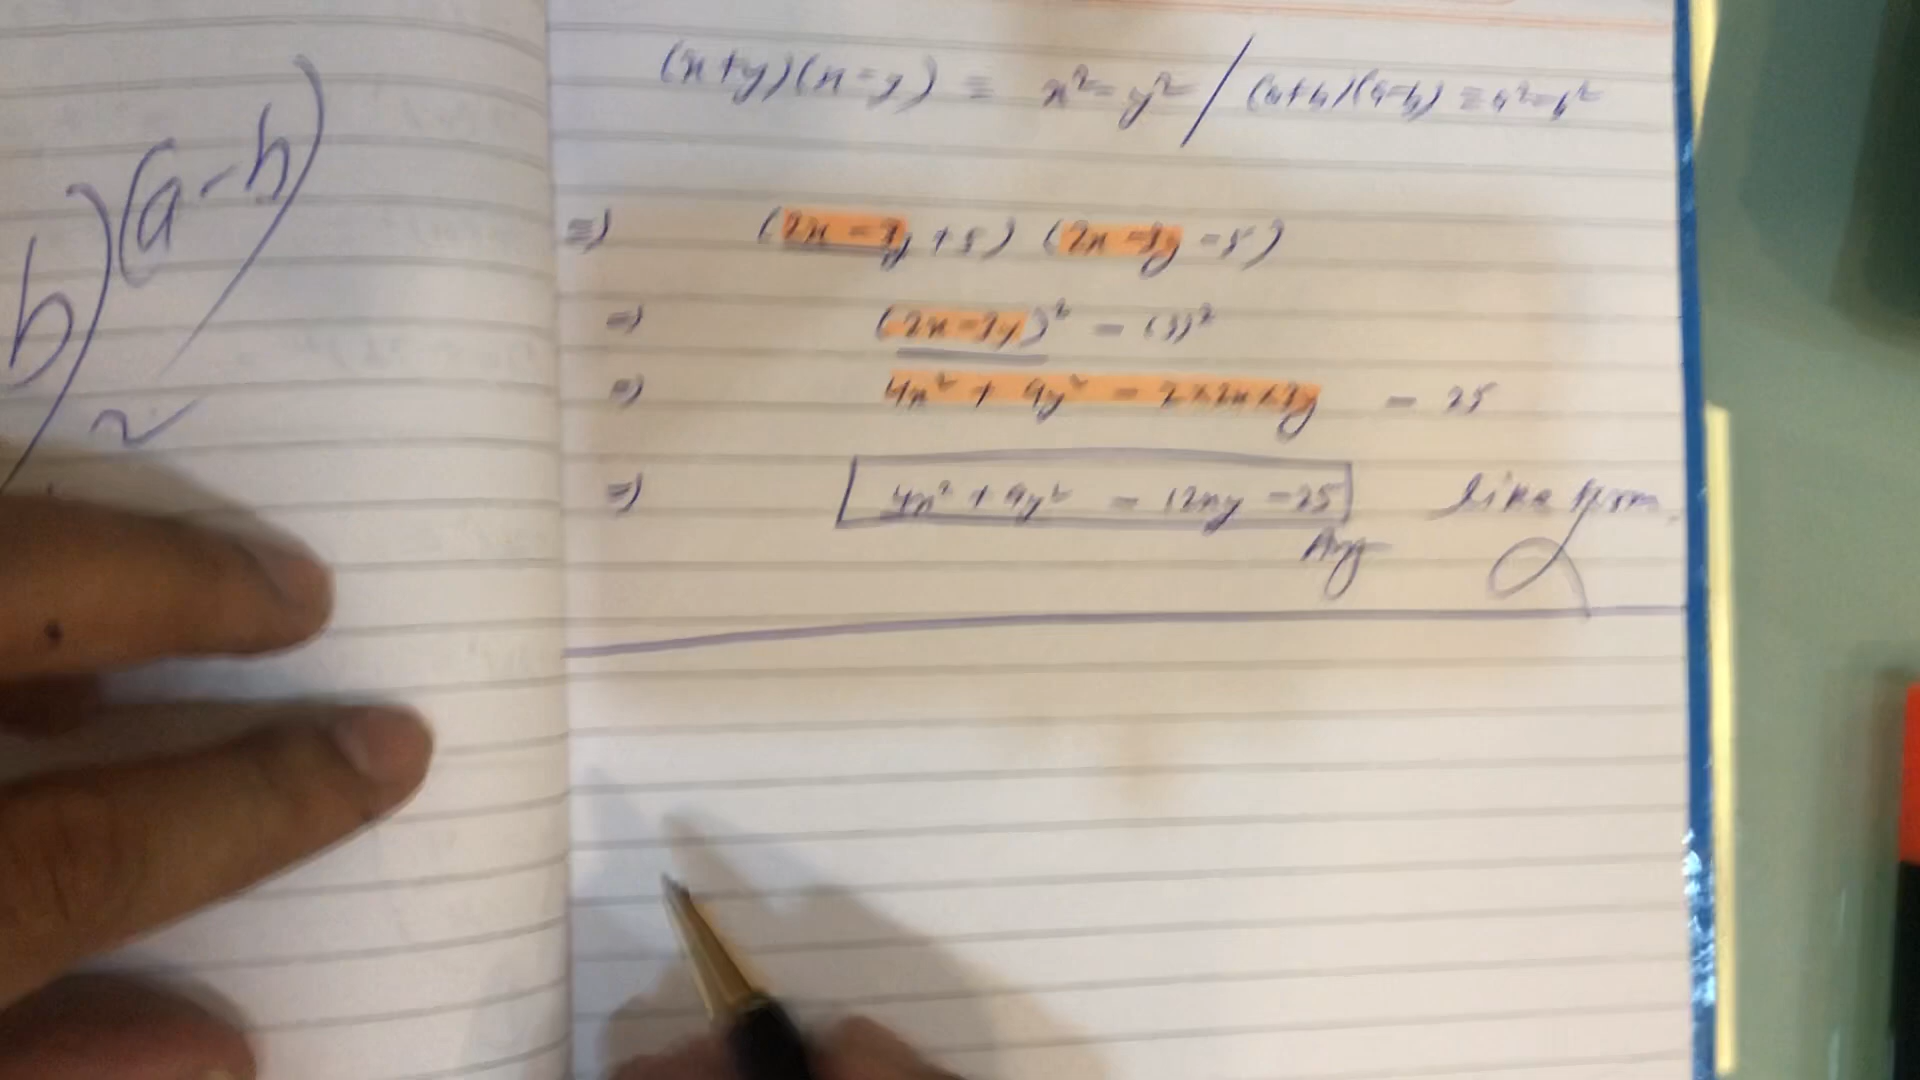 b)(a-b)
(x+y)(x-y) = x²-y² / (a+b)(a-b) = a²-b²
=) (2x-3y+5) (2x-3y-5)
=) (2x-3y)² - (5)²
=) 4x² + 9y² - 2×2x×3y - 25
=) 4x² + 9y² - 12xy - 25 like term
Ans